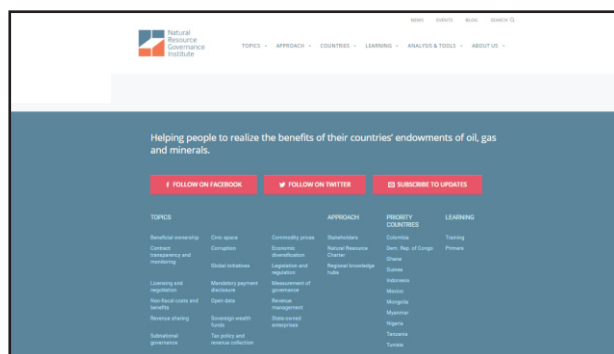 NEWS EVENTS BLOG SEARCH
Natural
Resource
Governance
Institute
TOPICS APPROACH COUNTRIES LEARNING ANALYSIS & TOOLS ABOUT US
Helping people to realize the benefits of their countries' endowments of oil, gas
and minerals.
FOLLOW ON FACEBOOK FOLLOW ON TWITTER SUBSCRIBE TO UPDATES
TOPICS
Beneficial ownership
Contract
transparency and
monitoring
Licensing and
negotiation
Non-fiscal costs and
benefits
Revenue sharing
Subnational
governance
Civic space
Corruption
Global initiatives
Mandatory payment
disclosure
Open data
Sovereign wealth
funds
Tax policy and
revenue collection
Commodity prices
Economic
diversification
Legislation and
regulation
Measurement of
governance
Revenue
management
State-owned
enterprises
APPROACH
Stakeholders
Natural Resource
Charter
Regional knowledge
hubs
PRIORITY
COUNTRIES
Colombia
Dem. Rep. of Congo
Ghana
Guinea
Indonesia
Mexico
Mongolia
Myanmar
Nigeria
Tanzania
Tunisia
LEARNING
Training
Primers